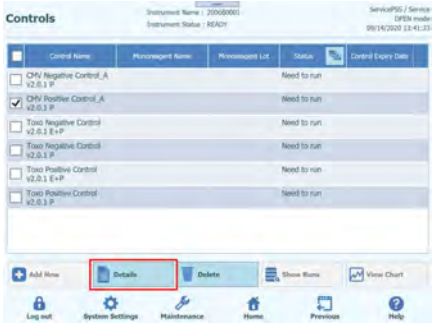 Controls
Instrument Name : 2000B0001
Instrument Status : READY
ServicePSS / Service
OPEN mode
09/14/2020 13:41:33
Control Name
Monoreagent Name
Monoreagent Lot
Status
Control Expiry Date
CMV Negative Control_A
v2.0.1 P
Need to run
CMV Positive Control_A
v2.0.1 P
Need to run
Toxo Negative Control
v2.0.1 E+P
Need to run
Toxo Negative Control
v2.0.1 P
Need to run
Toxo Positive Control
v2.0.1 E+P
Need to run
Toxo Positive Control
v2.0.1 P
Need to run
Add New
Details
Delete
Show Runs
View Chart
Log out
System Settings
Maintenance
Home
Previous
Help